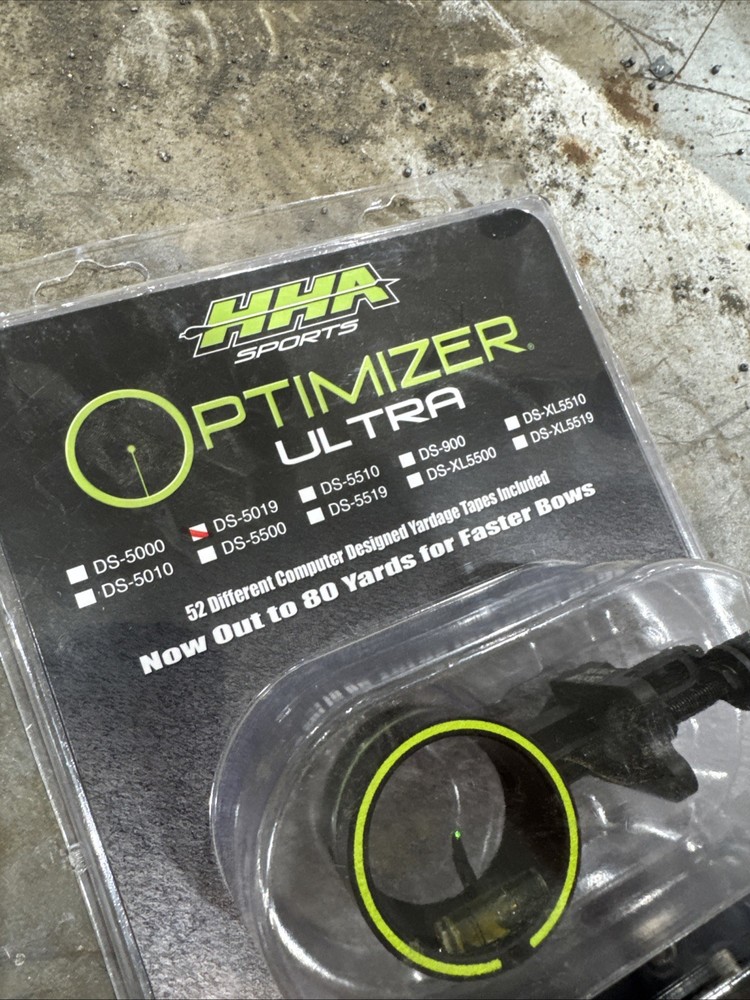 HHA
SPORTS
OPTIMIZER®
ULTRA
DS-5000
DS-5010
DS-5019
DS-5500
DS-5510
DS-5519
DS-900
DS-XL5500
DS-XL5510
DS-XL5519
52 Different Computer Designed Yardage Tapes Included
Now Out to 80 Yards for Faster Bows